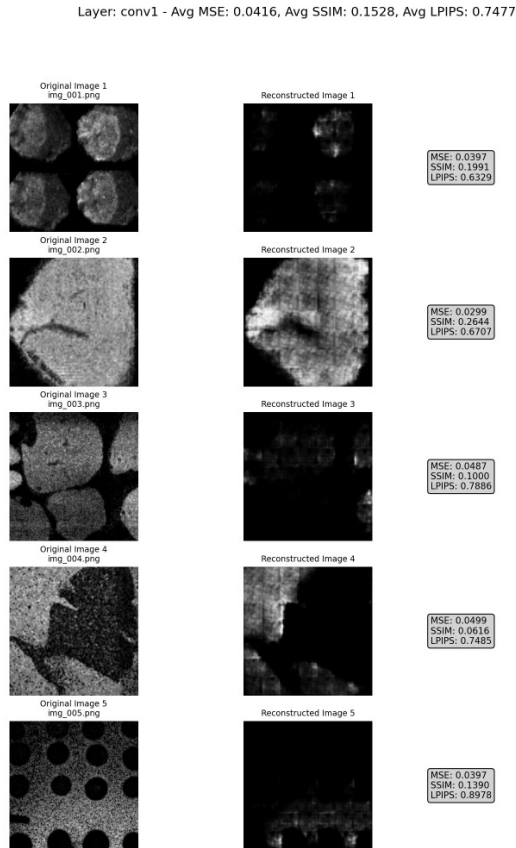 Layer: conv1 - Avg MSE: 0.0416, Avg SSIM: 0.1528, Avg LPIPS: 0.7477
Original Image 1
img_001.png
Reconstructed Image 1
MSE: 0.0397
SSIM: 0.1991
LPIPS: 0.6329
Original Image 2
img_002.png
Reconstructed Image 2
MSE: 0.0299
SSIM: 0.2644
LPIPS: 0.6707
Original Image 3
img_003.png
Reconstructed Image 3
MSE: 0.0487
SSIM: 0.1000
LPIPS: 0.7886
Original Image 4
img_004.png
Reconstructed Image 4
MSE: 0.0499
SSIM: 0.0616
LPIPS: 0.7485
Original Image 5
img_005.png
Reconstructed Image 5
MSE: 0.0397
SSIM: 0.1390
LPIPS: 0.8978